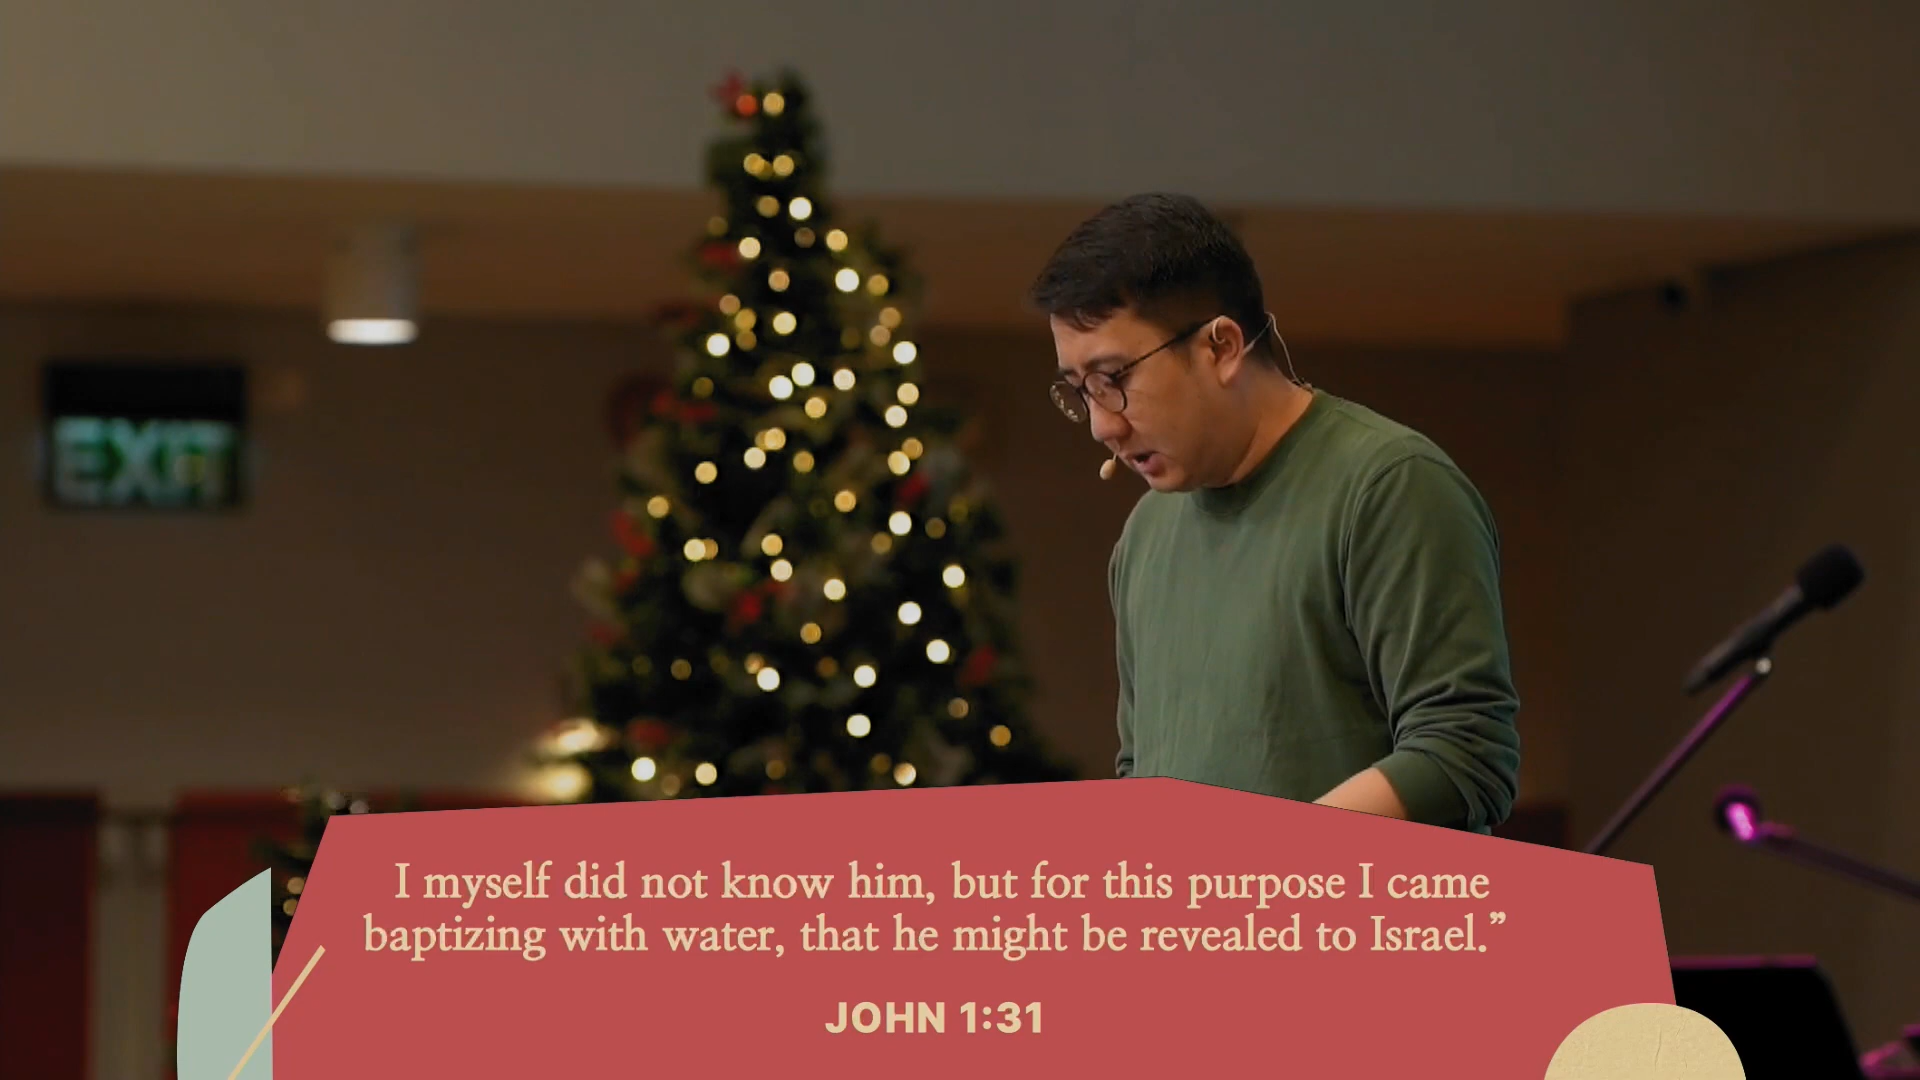 EXIT
I myself did not know him, but for this purpose I came
baptizing with water, that he might be revealed to Israel.”
JOHN 1:31